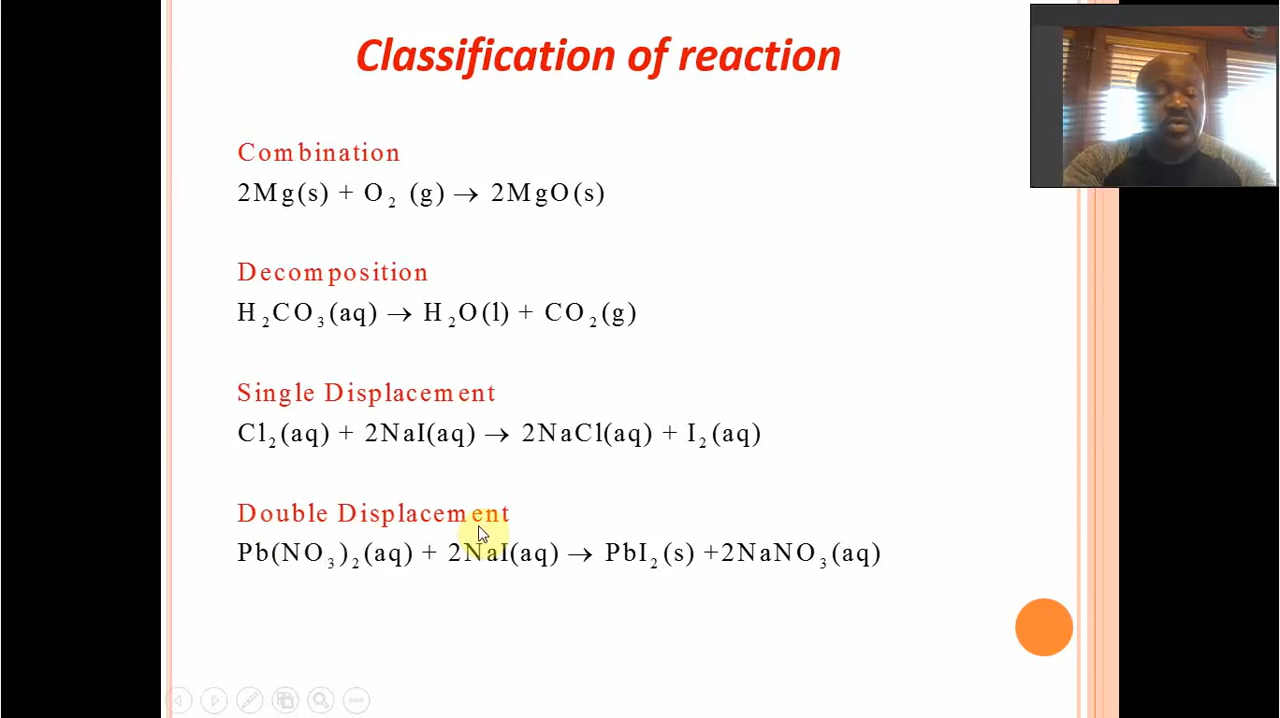 Classification of reaction
Combination
2Mg(s) + O₂ (g) → 2MgO(s)
Decomposition
H₂CO₃(aq) → H₂O(l) + CO₂(g)
Single Displacement
Cl₂(aq) + 2NaI(aq) → 2NaCl(aq) + I₂(aq)
Double Displacement
Pb(NO₃)₂(aq) + 2NaI(aq) → PbI₂(s) +2NaNO₃(aq)